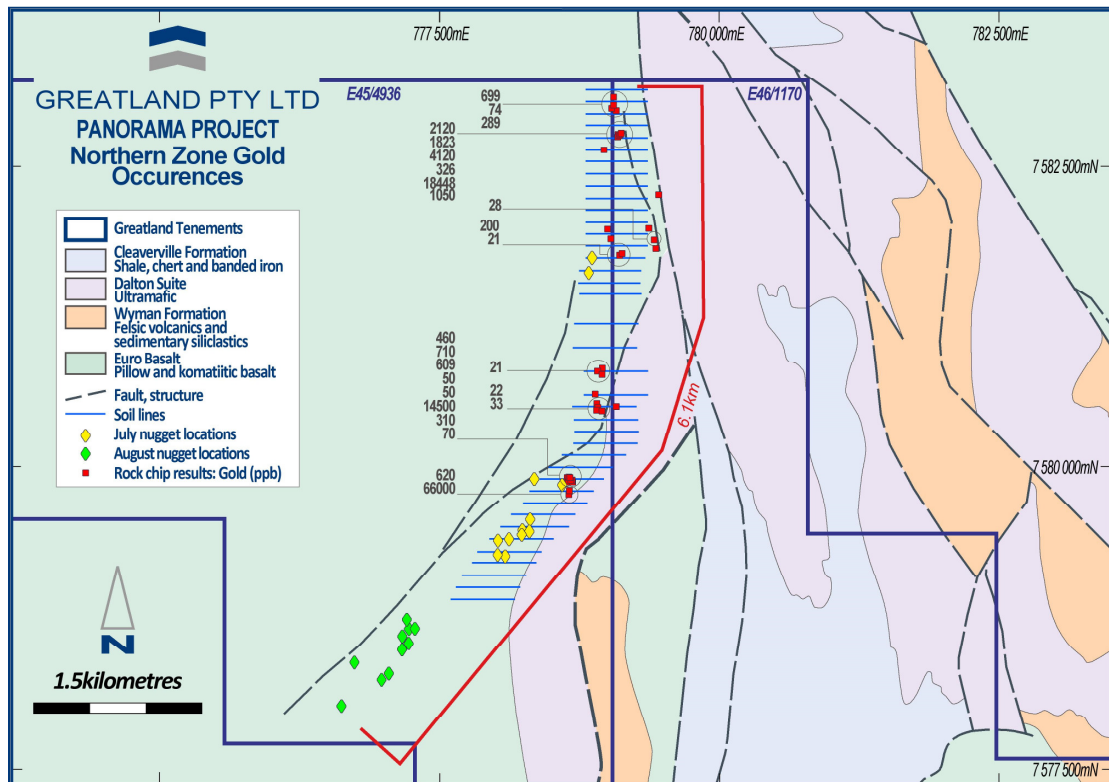 777 500mE
780 000mE
782 500mE
E45/4936
E46/1170
GREATLAND PTY LTD
PANORAMA PROJECT
Northern Zone Gold
Occurences
Greatland Tenements
Cleaverville Formation
Shale, chert and banded iron
Dalton Suite
Ultramafic
Wyman Formation
Felsic volcanics and
sedimentary siliclastics
Euro Basalt
Pillow and komatiitic basalt
Fault, structure
Soil lines
July nugget locations
August nugget locations
Rock chip results: Gold (ppb)
699
74
289
2120
1823
4120
326
18448
1050
28
200
21
460
710
609
50
50
14500
310
70
21
22
33
620
66000
6.1km
7 582 500mN
7 580 000mN
7 577 500mN
N
1.5kilometres